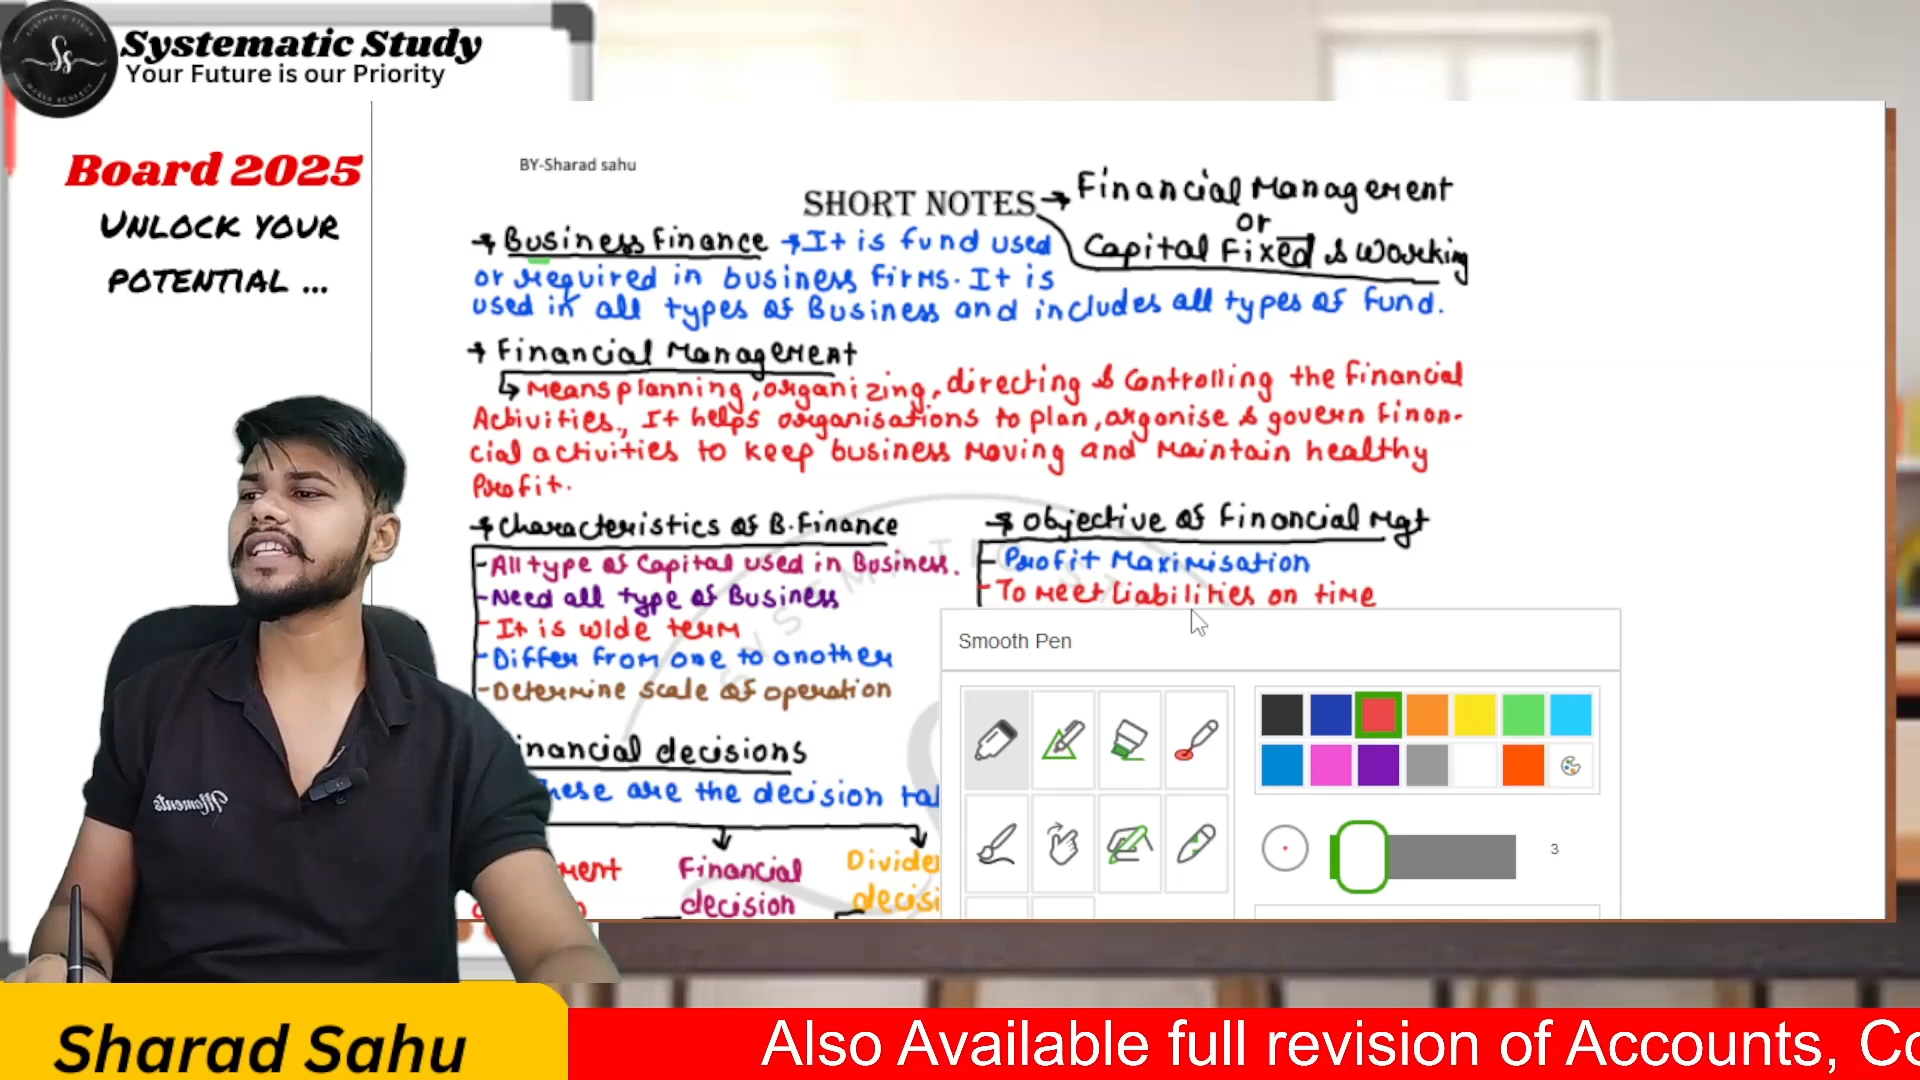 Systematic Study
Your Future is our Priority
Board 2025
UNLOCK YOUR
POTENTIAL ...
BY-Sharad sahu
SHORT NOTES → Financial Management
or
Capital Fixed & Working
→ Business Finance → It is fund used
or required in business firms. It is
used in all types of Business and includes all types of fund.
→ Financial Management
↳ Means planning, organizing, directing & Controlling the financial
Activities., It helps organisations to plan, organise & govern finan-
cial activities to keep business moving and maintain healthy
Profit.
→ Characteristics of B.Finance
- All type of Capital used in Business.
- Need all type of Business
- It is wide term
- Differ from one to another
- Determine scale of operation
→ Objective of Financial Mgt
- Profit Maximisation
- To meet Liabilities on time
Smooth Pen
3
inancial decisions
hese are the decision ta
ment
Financial
decision
Divide
decisi
SYSTEMATIC ST
Moments
Sharad Sahu
Also Available full revision of Accounts, Co